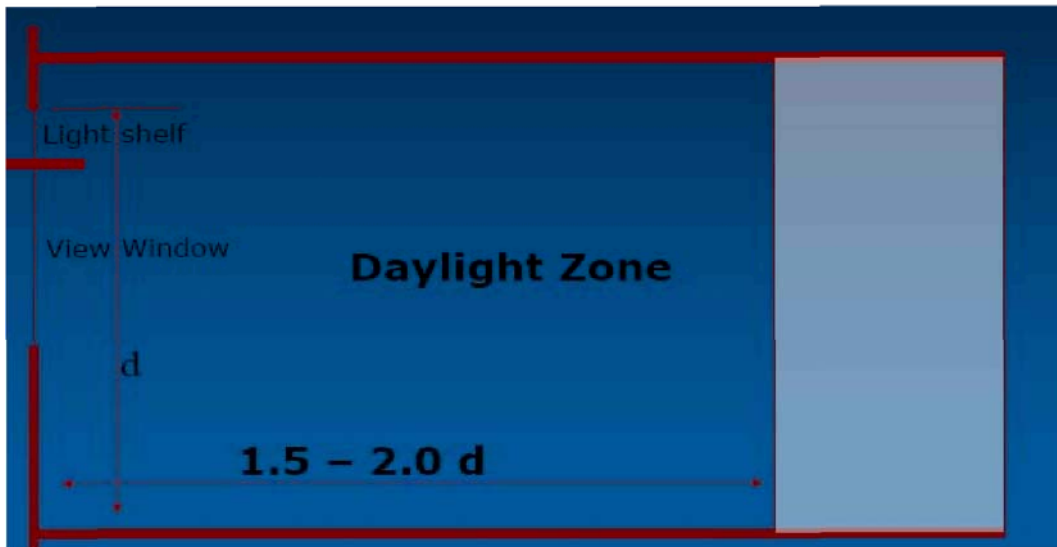 Light shelf
View Window
Daylight Zone
d
1.5 – 2.0 d